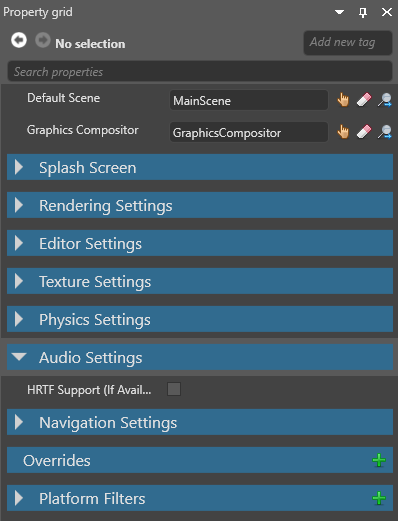 Property grid
No selection
Add new tag
Search properties
Default Scene MainScene
Graphics Compositor GraphicsCompositor
Splash Screen
Rendering Settings
Editor Settings
Texture Settings
Physics Settings
Audio Settings
HRTF Support (If Avail...
Navigation Settings
Overrides
Platform Filters